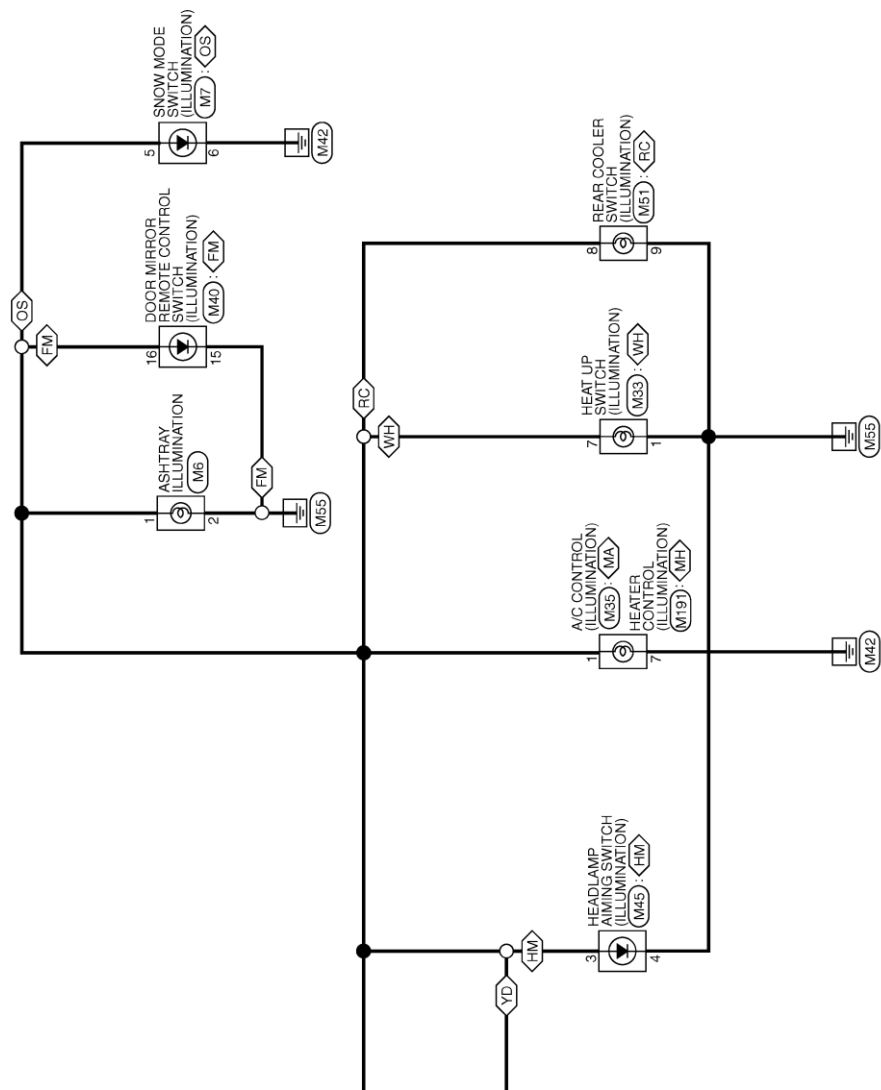 SNOW MODE
SWITCH
(ILLUMINATION)
M7 : OS
5
6
M42
OS
DOOR MIRROR
REMOTE CONTROL
SWITCH
(ILLUMINATION)
M40 : FM
FM
16
15
FM
ASHTRAY
ILLUMINATION
M6
1
2
M55
REAR COOLER
SWITCH
(ILLUMINATION)
M51 : RC
8
9
RC
HEAT UP
SWITCH
(ILLUMINATION)
M33 : WH
WH
7
1
M55
A/C CONTROL
(ILLUMINATION)
M35 : MA
HEATER
CONTROL
(ILLUMINATION)
M191 : MH
1
7
M42
HEADLAMP
AIMING SWITCH
(ILLUMINATION)
M45 : HM
HM
3
4
YD